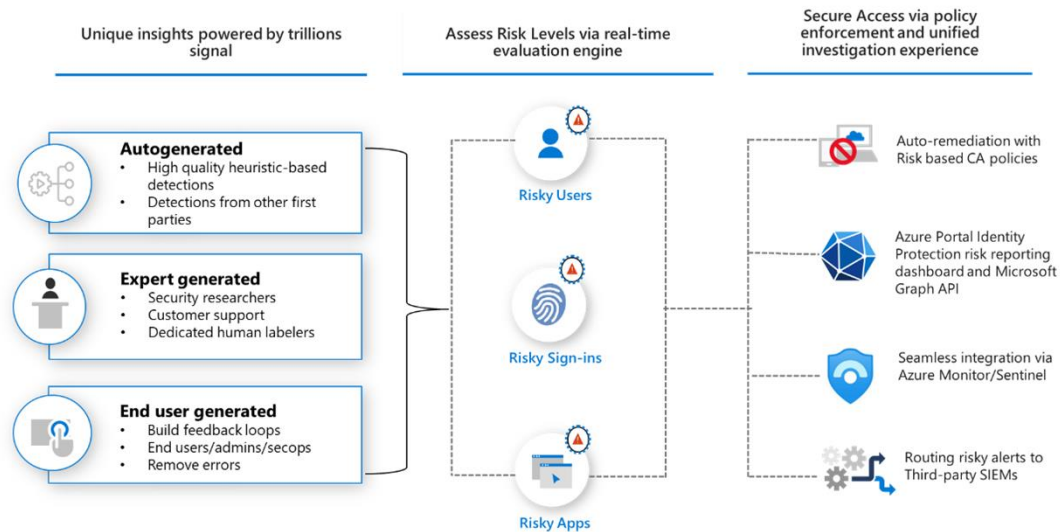 Unique insights powered by trillions
signal
Assess Risk Levels via real-time
evaluation engine
Secure Access via policy
enforcement and unified
investigation experience
Autogenerated
• High quality heuristic-based
detections
• Detections from other first
parties
Expert generated
• Security researchers
• Customer support
• Dedicated human labelers
End user generated
• Build feedback loops
• End users/admins/secops
• Remove errors
Risky Users
Risky Sign-ins
Risky Apps
Auto-remediation with
Risk based CA policies
Azure Portal Identity
Protection risk reporting
dashboard and Microsoft
Graph API
Seamless integration via
Azure Monitor/Sentinel
Routing risky alerts to
Third-party SIEMs